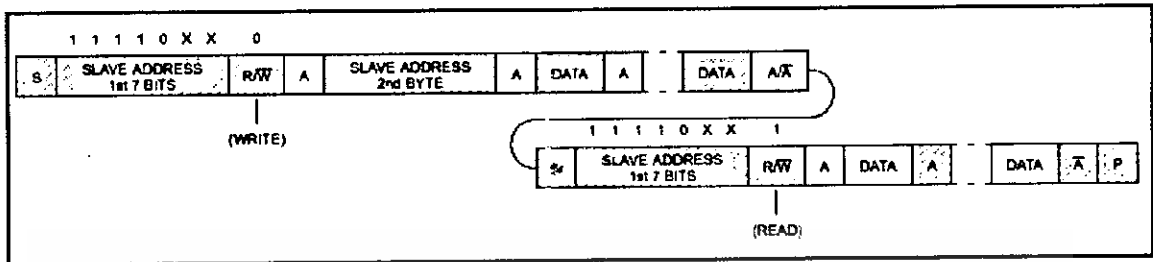 1 1 1 1 0 X X 0
S SLAVE ADDRESS 1st 7 BITS R/W̅ A SLAVE ADDRESS 2nd BYTE A DATA A DATA A/A̅
(WRITE)
1 1 1 1 0 X X 1
Sr SLAVE ADDRESS 1st 7 BITS R/W̅ A DATA A DATA A̅ P
(READ)